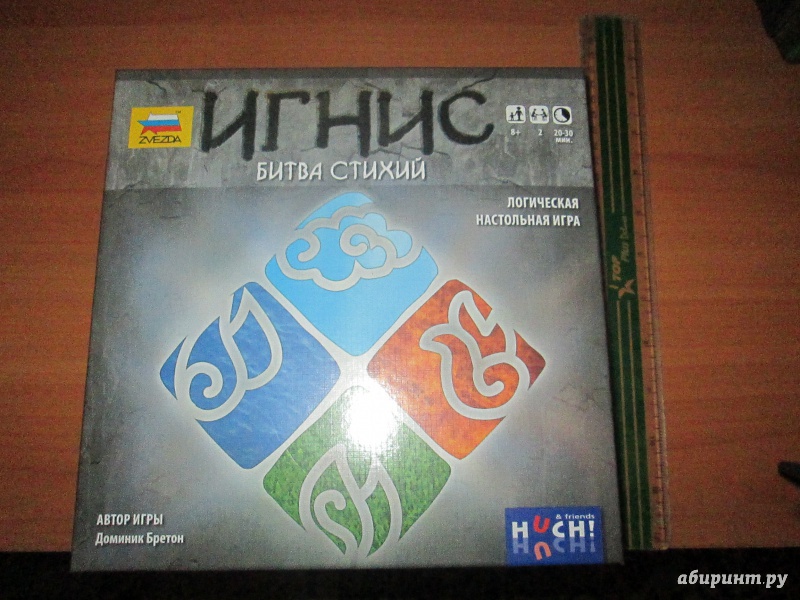 ZVEZDA
ИГНИС
8+
2
20-30
мин.
БИТВА СТИХИЙ
ЛОГИЧЕСКАЯ
НАСТОЛЬНАЯ ИГРА
TOP
АВТОР ИГРЫ
Доминик Бретон
& friends
HUCH!
абиринт.ру